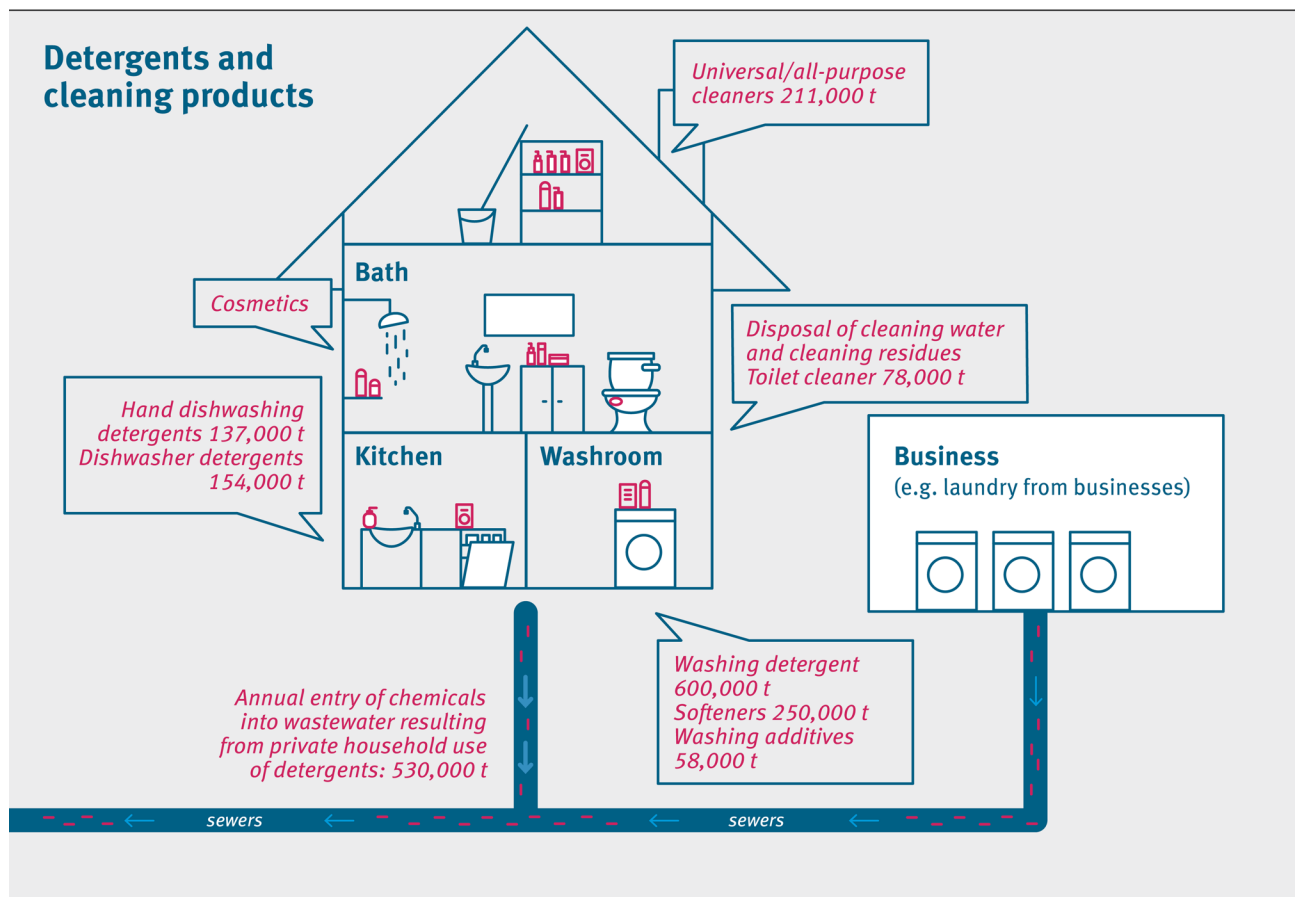 Detergents and
cleaning products
Universal/all-purpose
cleaners 211,000 t
Bath
Cosmetics
Disposal of cleaning water
and cleaning residues
Toilet cleaner 78,000 t
Hand dishwashing
detergents 137,000 t
Dishwasher detergents
154,000 t
Kitchen
Washroom
Business
(e.g. laundry from businesses)
Washing detergent
600,000 t
Softeners 250,000 t
Washing additives
58,000 t
Annual entry of chemicals
into wastewater resulting
from private household use
of detergents: 530,000 t
sewers
sewers